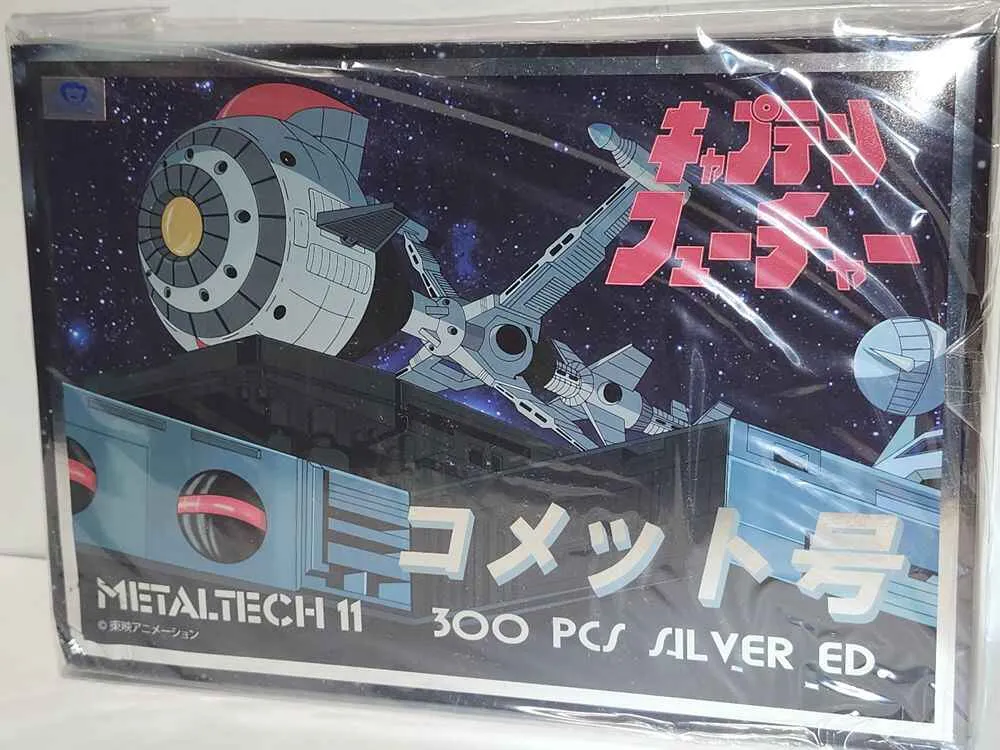 キャプテン
フューチャー
コメット号
METALTECH 11
300 PCS SILVER ED.
© 東映アニメーション